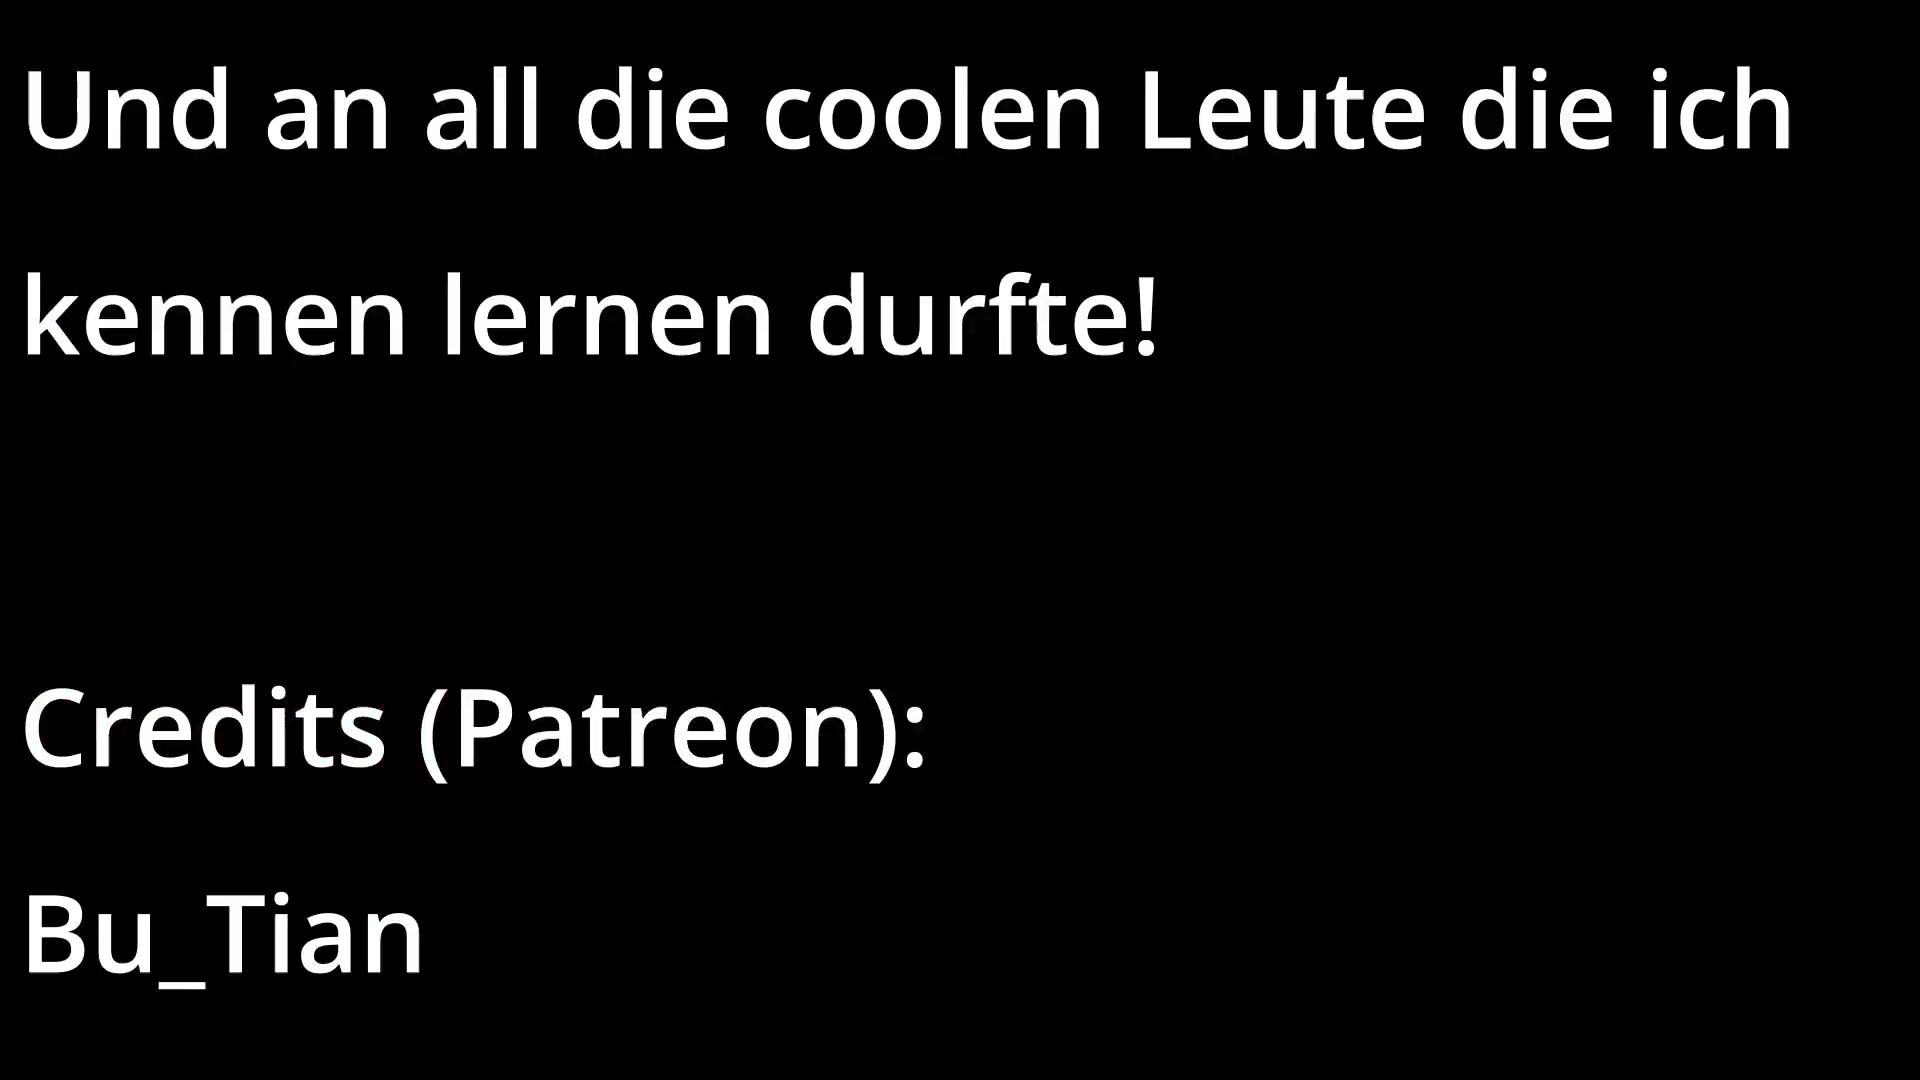 Und an all die coolen Leute die ich
kennen lernen durfte!
Credits (Patreon):
Bu_Tian